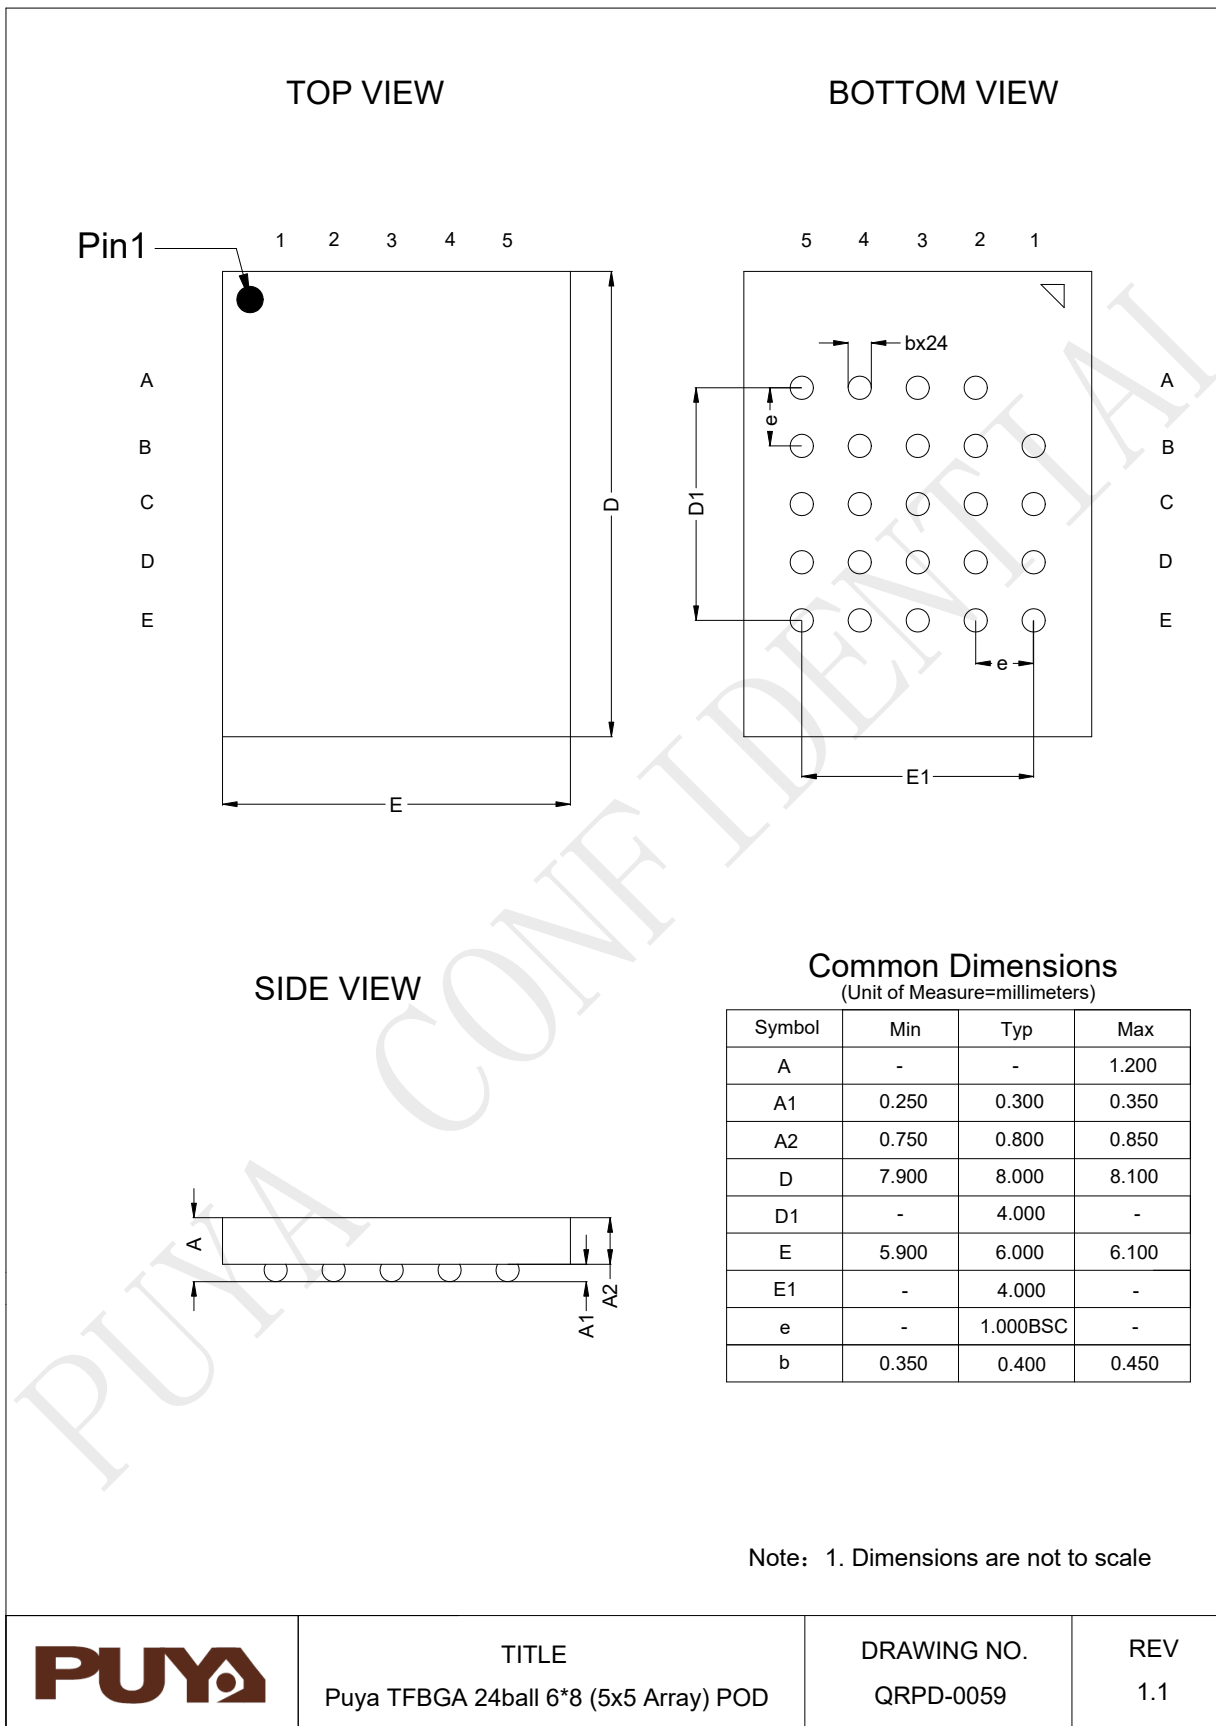 TOP VIEW
BOTTOM VIEW
Pin1
1 2 3 4 5
5 4 3 2 1
A
B
C
D
E
D
E
bx24
e
D1
e
E1
A
B
C
D
E
SIDE VIEW
A
A1
A2
Common Dimensions
(Unit of Measure=millimeters)
Symbol Min Typ Max
A - - 1.200
A1 0.250 0.300 0.350
A2 0.750 0.800 0.850
D 7.900 8.000 8.100
D1 - 4.000 -
E 5.900 6.000 6.100
E1 - 4.000 -
e - 1.000BSC -
b 0.350 0.400 0.450
PUYA CONFIDENTIAI
Note：1. Dimensions are not to scale
PUYA
TITLE
Puya TFBGA 24ball 6*8 (5x5 Array) POD
DRAWING NO.
QRPD-0059
REV
1.1